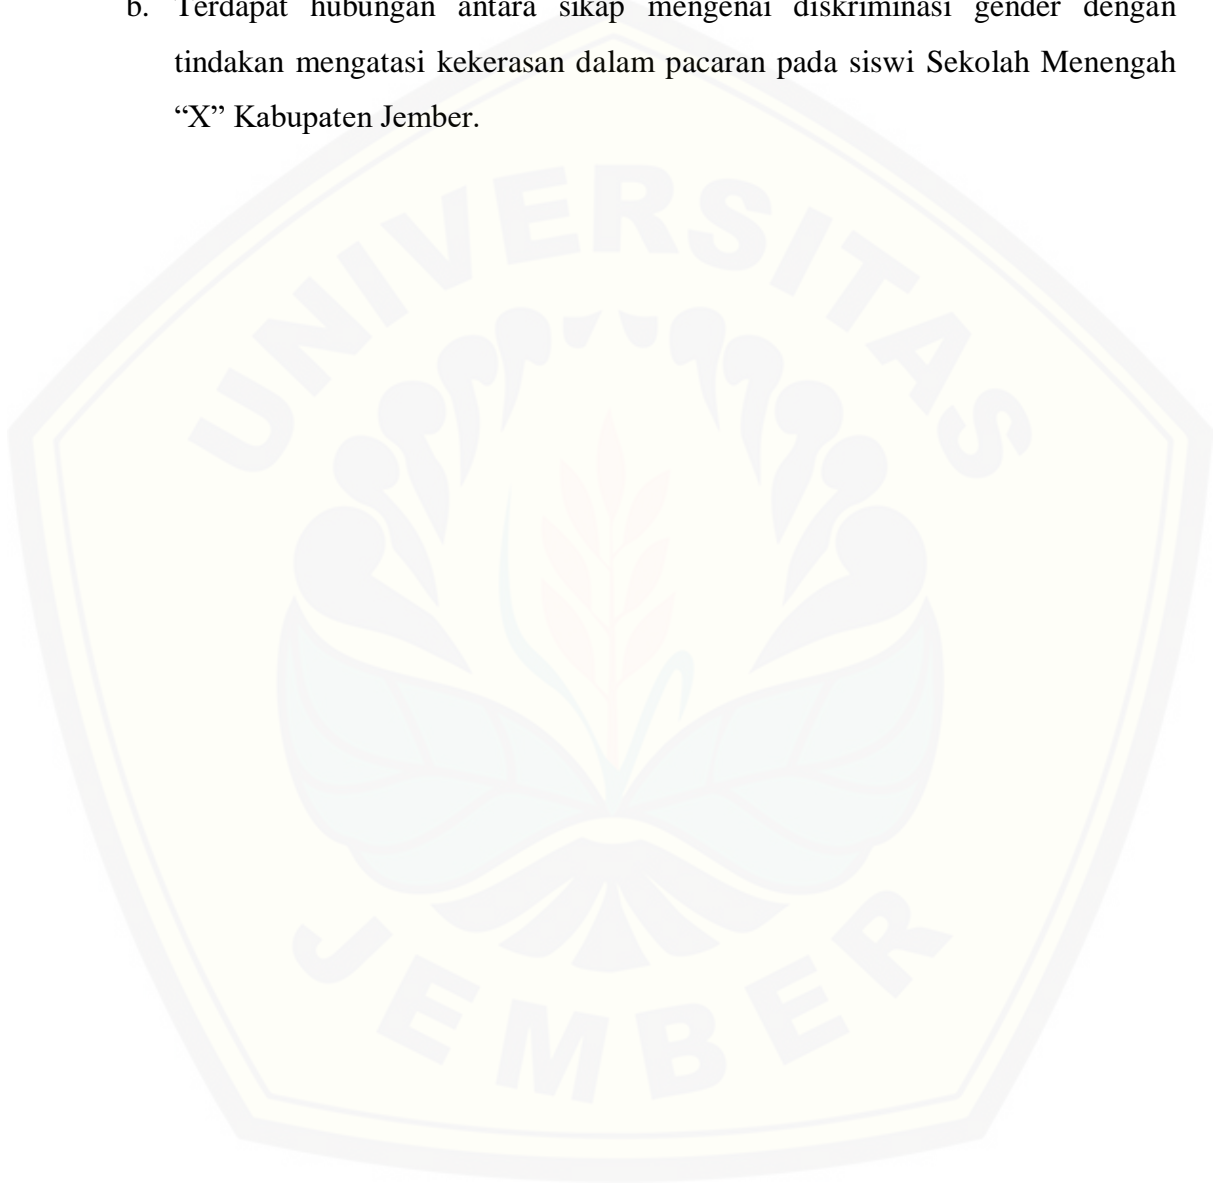 b. Terdapat hubungan antara sikap mengenai diskriminasi gender dengan
tindakan mengatasi kekerasan dalam pacaran pada siswi Sekolah Menengah
“X” Kabupaten Jember.
UNIVERSITAS
JEMBER